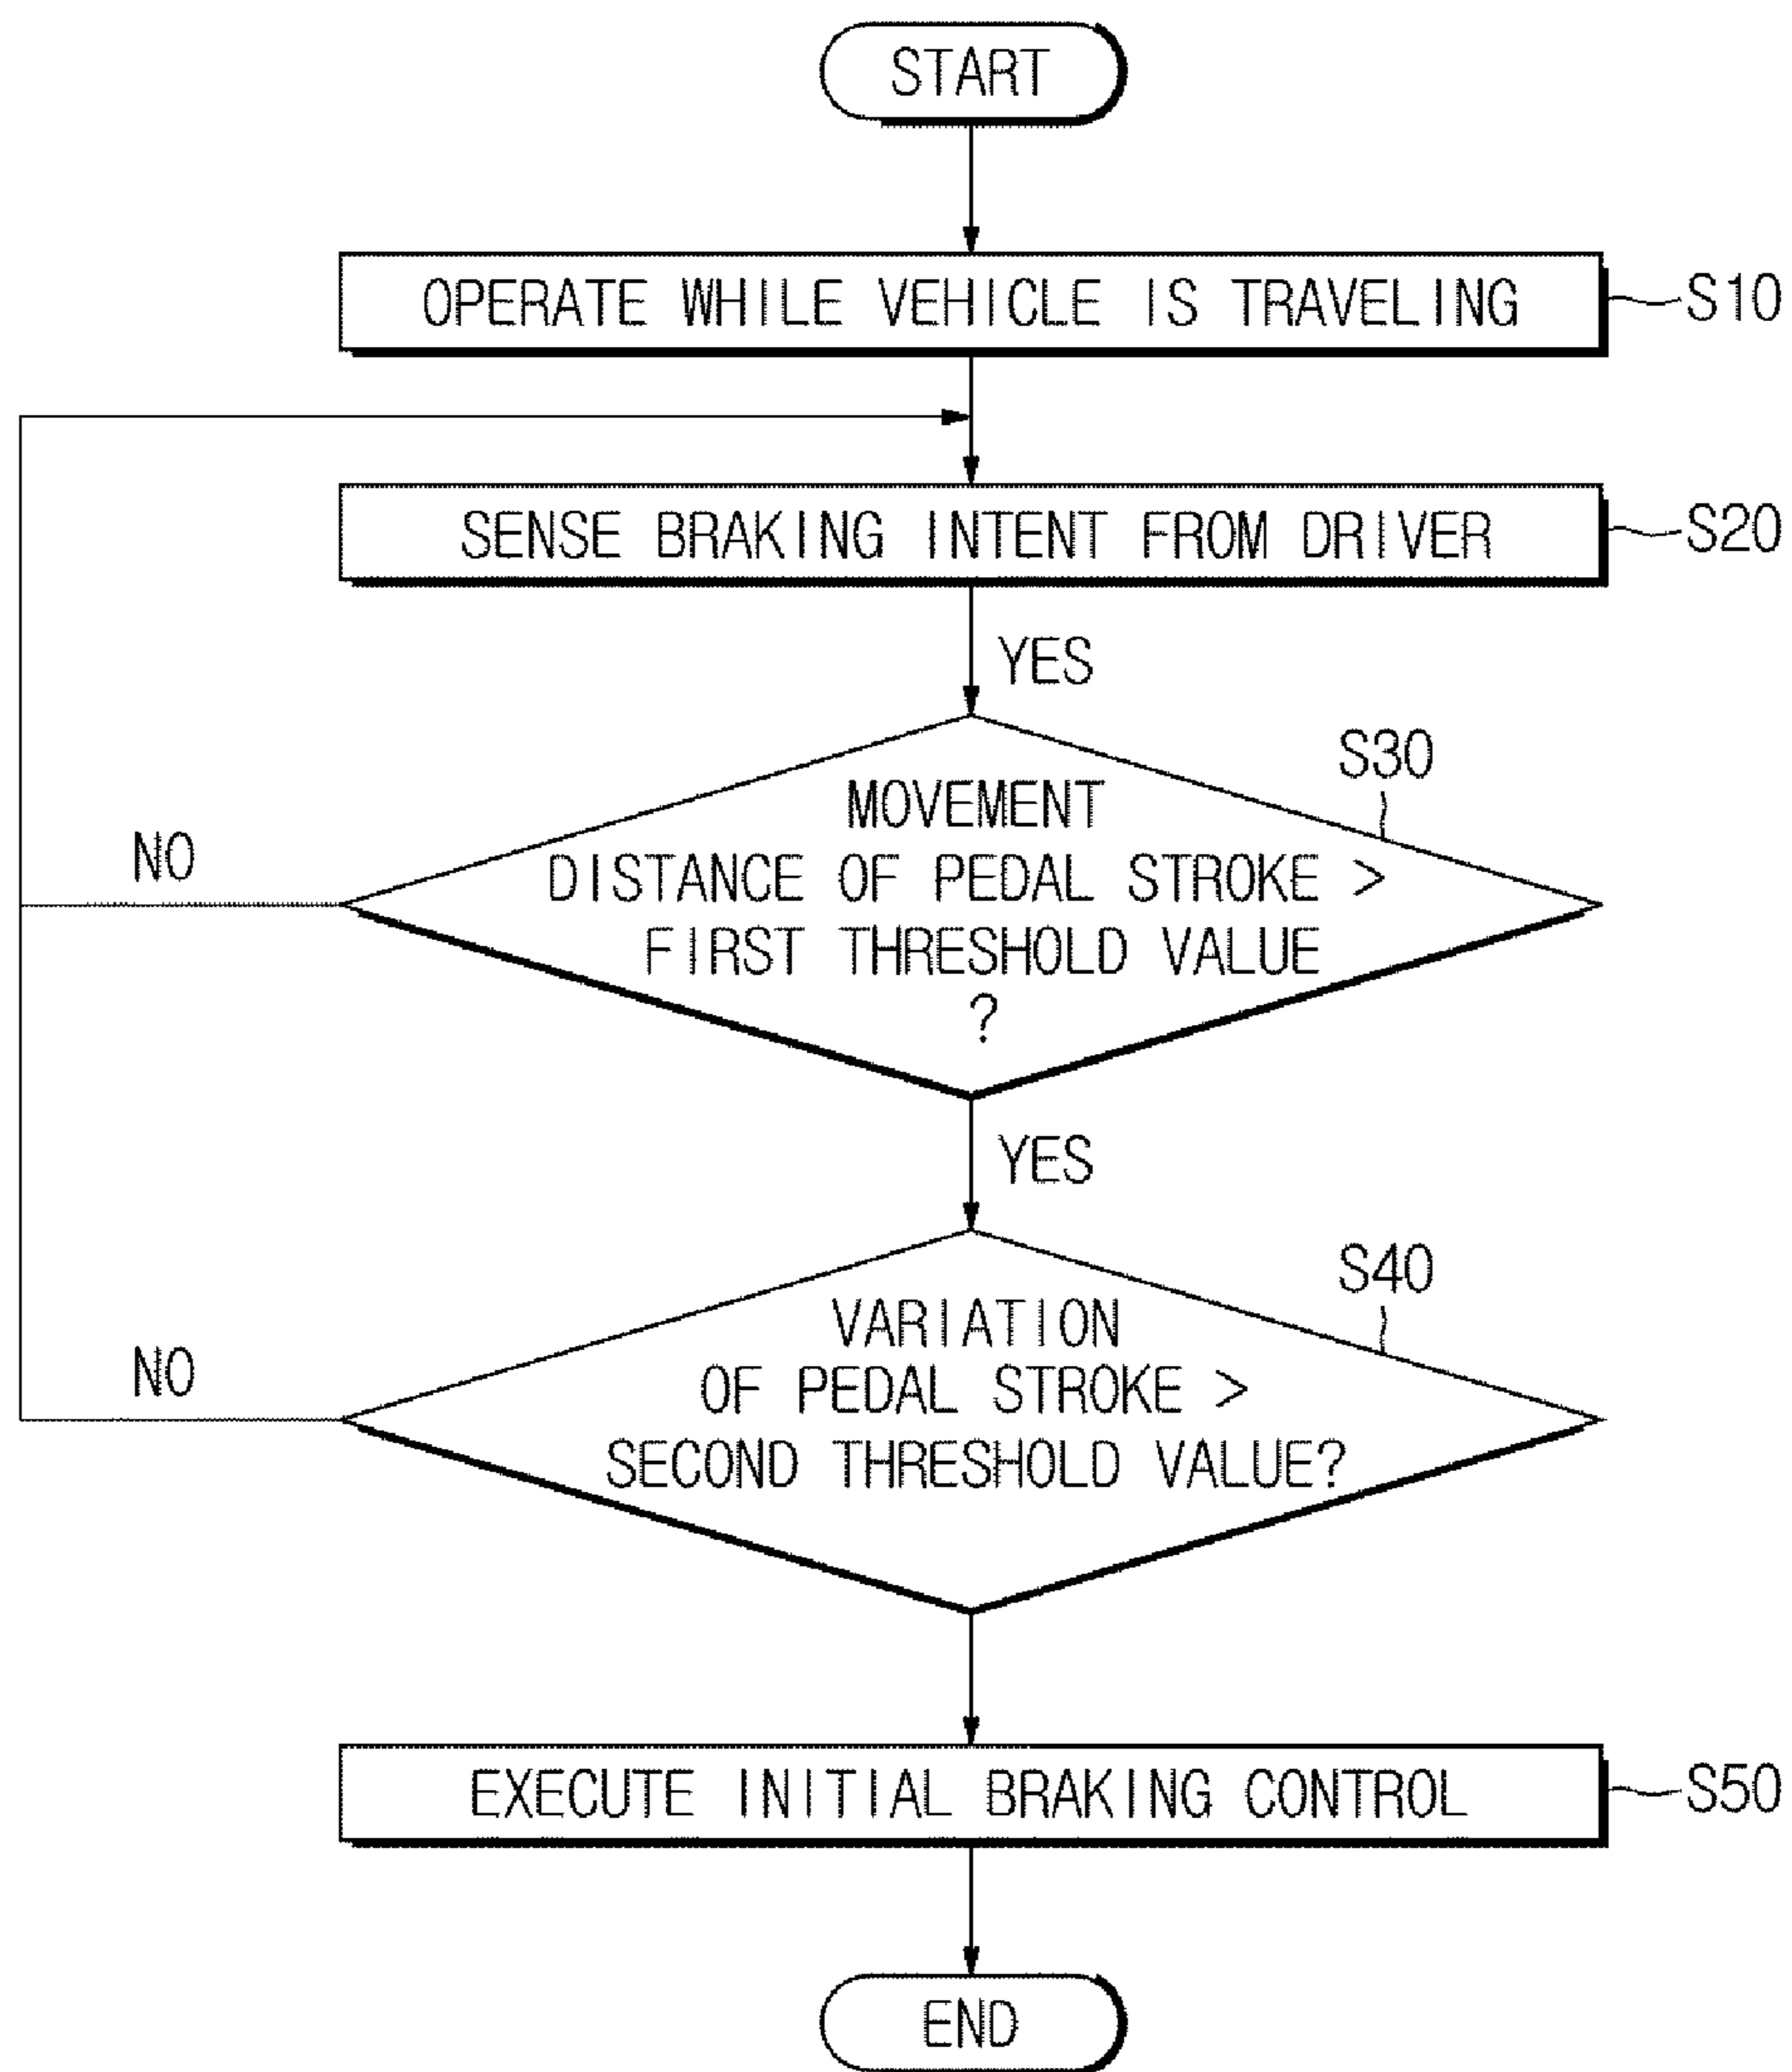 START
OPERATE WHILE VEHICLE IS TRAVELING
S10
SENSE BRAKING INTENT FROM DRIVER
S20
YES
S30
MOVEMENT
DISTANCE OF PEDAL STROKE >
FIRST THRESHOLD VALUE
?
NO
YES
S40
VARIATION
OF PEDAL STROKE >
SECOND THRESHOLD VALUE?
NO
EXECUTE INITIAL BRAKING CONTROL
S50
END